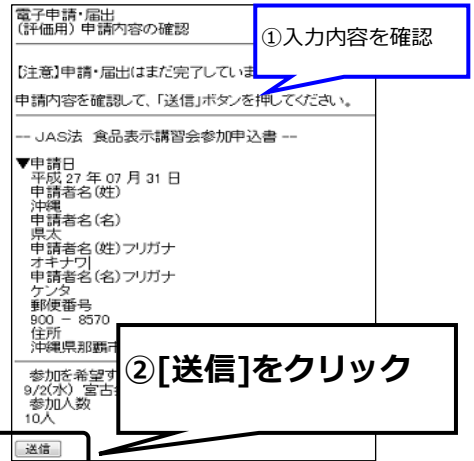 電子申請・届出
(評価用) 申請内容の確認
①入力内容を確認
【注意】申請・届出はまだ完了していま
申請内容を確認して、「送信」ボタンを押してください。
-- JAS法 食品表示講習会参加申込書 --
▼申請日
平成 27 年 07 月 31 日
申請者名(姓)
沖縄
申請者名(名)
県太
申請者名(姓)フリガナ
オキナワ
申請者名(名)フリガナ
ケンタ
郵便番号
900 - 8570
住所
沖縄県那覇市
②[送信]をクリック
参加を希望す
9/2(水) 宮古
参加人数
10人
送信